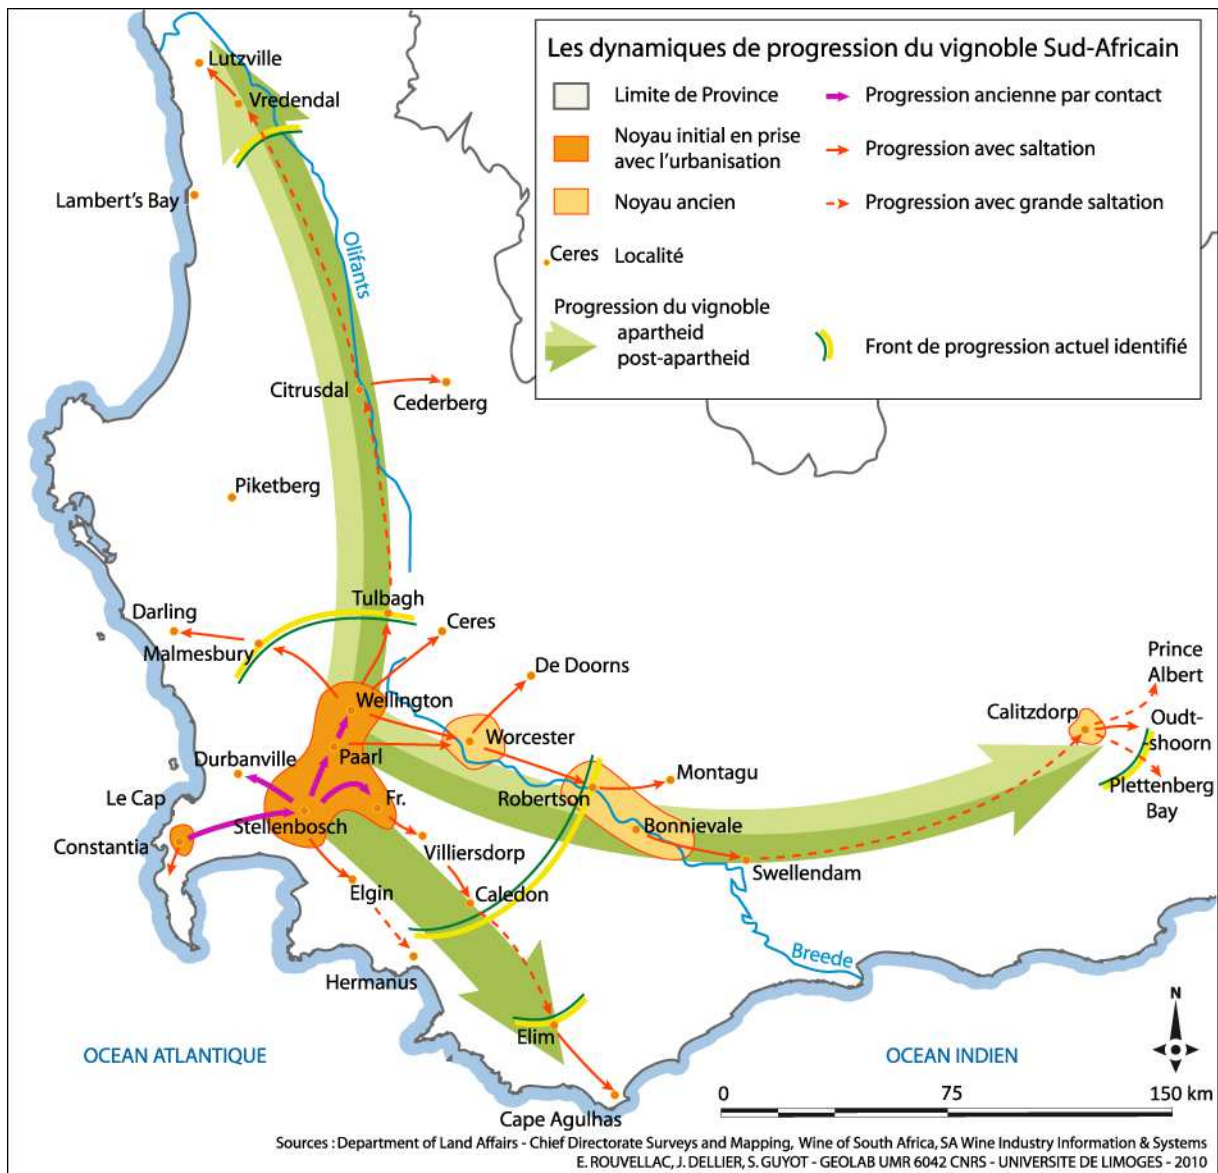 Les dynamiques de progression du vignoble Sud-Africain
Limite de Province
Noyau initial en prise
avec l'urbanisation
Noyau ancien
Ceres Localité
Progression du vignoble
apartheid
post-apartheid
Progression ancienne par contact
Progression avec saltation
Progression avec grande saltation
Front de progression actuel identifié
Lutzville
Vredendal
Lambert's Bay
Olifants
Citrusdal
Cederberg
Piketberg
Tulbagh
Darling
Ceres
Malmesbury
De Doorns
Prince
Albert
Wellington
Calitzdorp
Oudt-
-shoorn
Worcester
Durbanville
Paarl
Montagu
Plettenberg
Bay
Le Cap
Fr.
Robertson
Stellenbosch
Bonnievale
Constantia
Villiersdorp
Swellendam
Elgin
Caledon
Breede
Hermanus
Elim
N
OCEAN ATLANTIQUE
OCEAN INDIEN
0 75 150 km
Cape Agulhas
Sources : Department of Land Affairs - Chief Directorate Surveys and Mapping, Wine of South Africa, SA Wine Industry Information & Systems
E. ROUVELLAC, J. DELLIER, S. GUYOT - GEOLAB UMR 6042 CNRS - UNIVERSITE DE LIMOGES - 2010